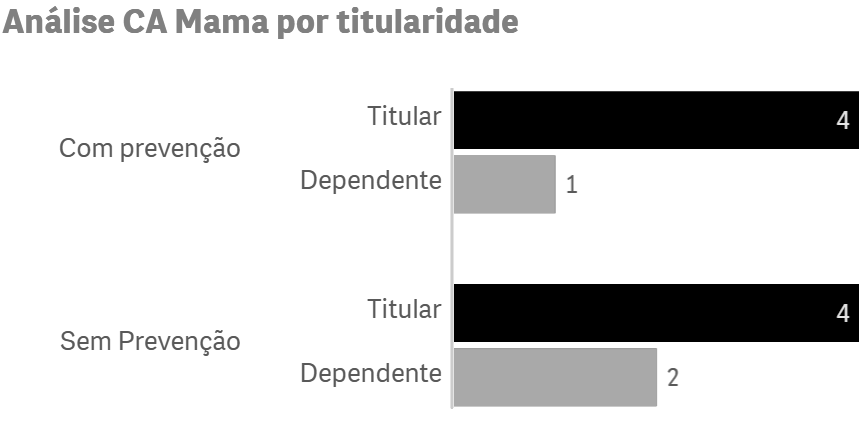 Análise CA Mama por titularidade
Com prevenção
Titular
4
Dependente
1
Sem Prevenção
Titular
4
Dependente
2